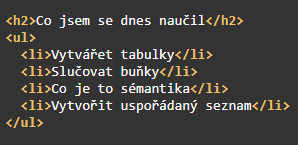 <h2>Co jsem se dnes naučil</h2>
<ul>
<li>Vytvářet tabulky</li>
<li>Slučovat buňky</li>
<li>Co je to sémantika</li>
<li>Vytvořit uspořádaný seznam</li>
</ul>